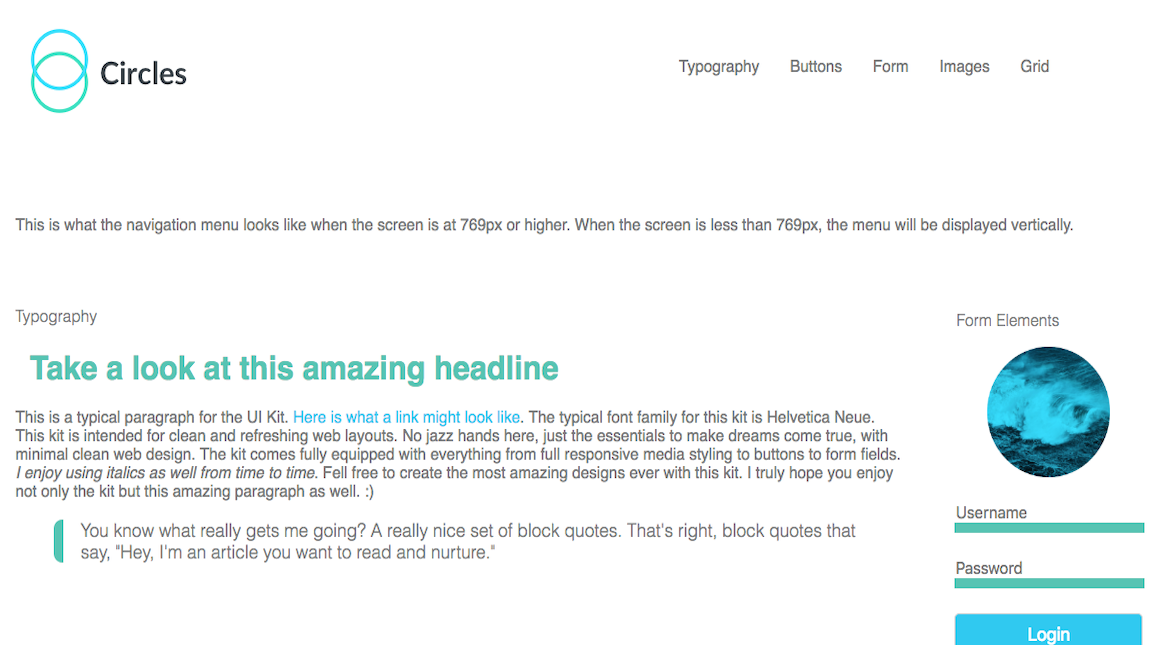 Circles
Typography Buttons Form Images Grid
This is what the navigation menu looks like when the screen is at 769px or higher. When the screen is less than 769px, the menu will be displayed vertically.
Typography
Take a look at this amazing headline
This is a typical paragraph for the UI Kit. Here is what a link might look like. The typical font family for this kit is Helvetica Neue.
This kit is intended for clean and refreshing web layouts. No jazz hands here, just the essentials to make dreams come true, with
minimal clean web design. The kit comes fully equipped with everything from full responsive media styling to buttons to form fields.
I enjoy using italics as well from time to time. Fell free to create the most amazing designs ever with this kit. I truly hope you enjoy
not only the kit but this amazing paragraph as well. :)
You know what really gets me going? A really nice set of block quotes. That's right, block quotes that
say, "Hey, I'm an article you want to read and nurture."
Form Elements
Username
Password
Login